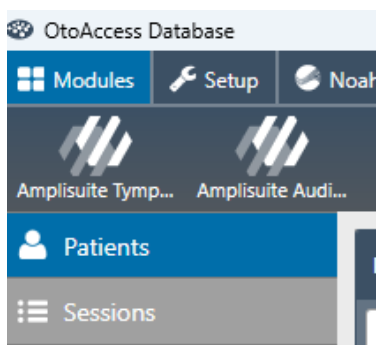 OtoAccess Database
Modules Setup Noah
Amplisuite Tymp... Amplisuite Audi...
Patients
Sessions